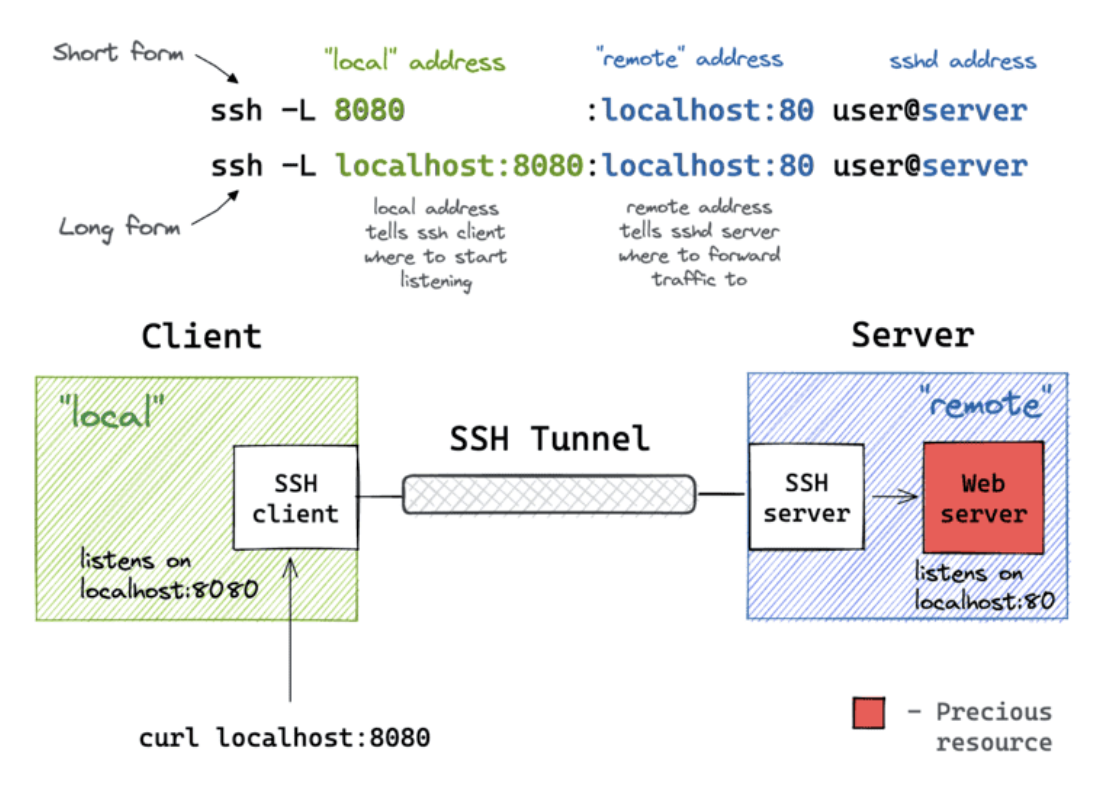 Short form
"local" address
"remote" address
sshd address
ssh -L 8080 :localhost:80 user@server
ssh -L localhost:8080:localhost:80 user@server
Long form
local address
tells ssh client
where to start
listening
remote address
tells sshd server
where to forward
traffic to
Client
Server
"local"
"remote"
SSH Tunnel
SSH
client
SSH
server
Web
server
listens on
localhost:8080
listens on
localhost:80
curl localhost:8080
- Precious
resource